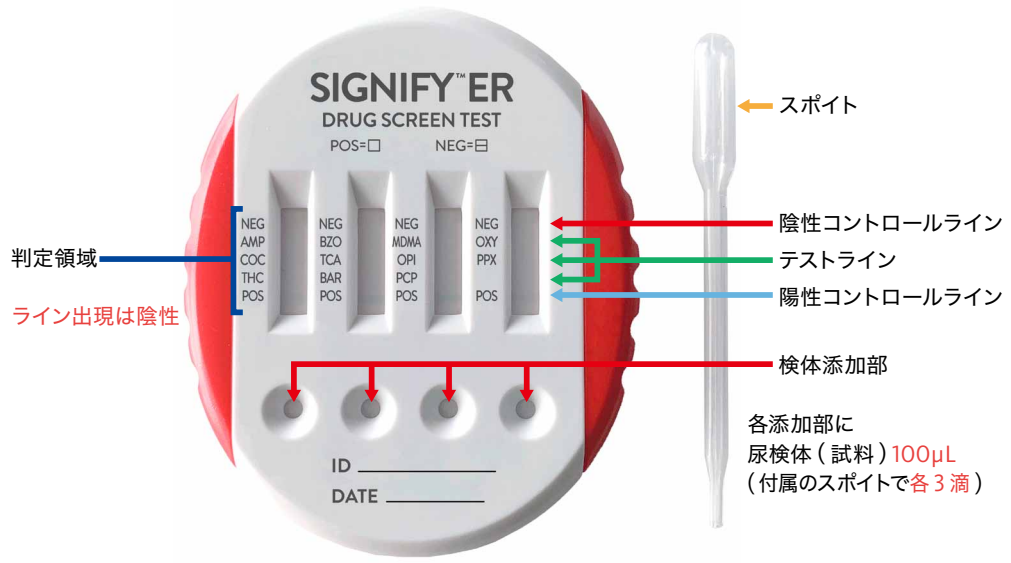 SIGNIFY™ER
DRUG SCREEN TEST
POS=□ NEG=日
スポイト
NEG NEG NEG NEG
AMP BZO MDMA OXY
COC TCA OPI PPX
THC BAR PCP
POS POS POS POS
判定領域
ライン出現は陰性
陰性コントロールライン
テストライン
陽性コントロールライン
検体添加部
各添加部に
尿検体 ( 試料 ) 100μL
( 付属のスポイトで各 3 滴 )
ID
DATE